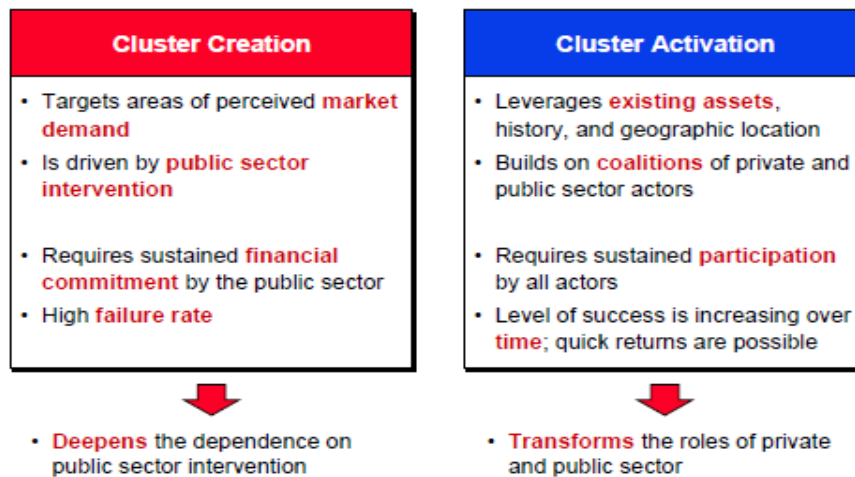 Cluster Creation
• Targets areas of perceived market
demand
• Is driven by public sector
intervention
• Requires sustained financial
commitment by the public sector
• High failure rate
• Deepens the dependence on
public sector intervention
Cluster Activation
• Leverages existing assets,
history, and geographic location
• Builds on coalitions of private and
public sector actors
• Requires sustained participation
by all actors
• Level of success is increasing over
time; quick returns are possible
• Transforms the roles of private
and public sector